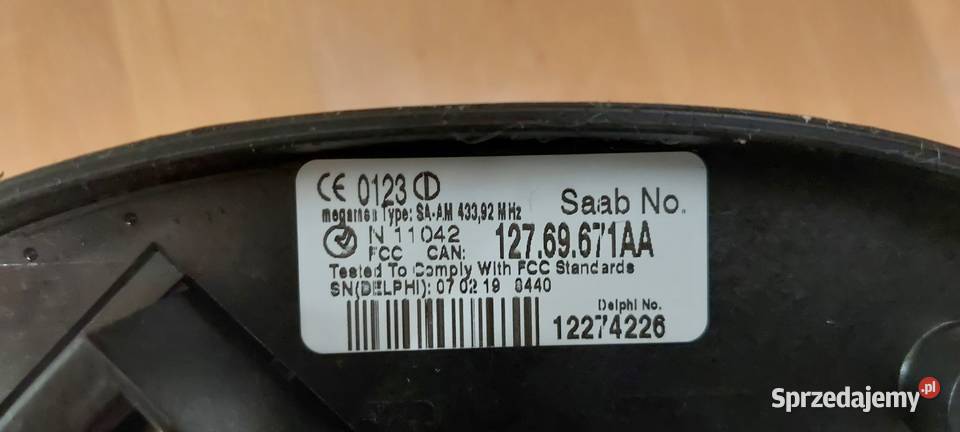 CE 0123
megamos Type: SA-AM 433,92 MHz
Saab No.
N 11042
127.69.671AA
FCC CAN:
Tested To Comply With FCC Standards
SN(DELPHI): 07 02 19 8440
Delphi No.
12274226
Sprzedajemy.pl